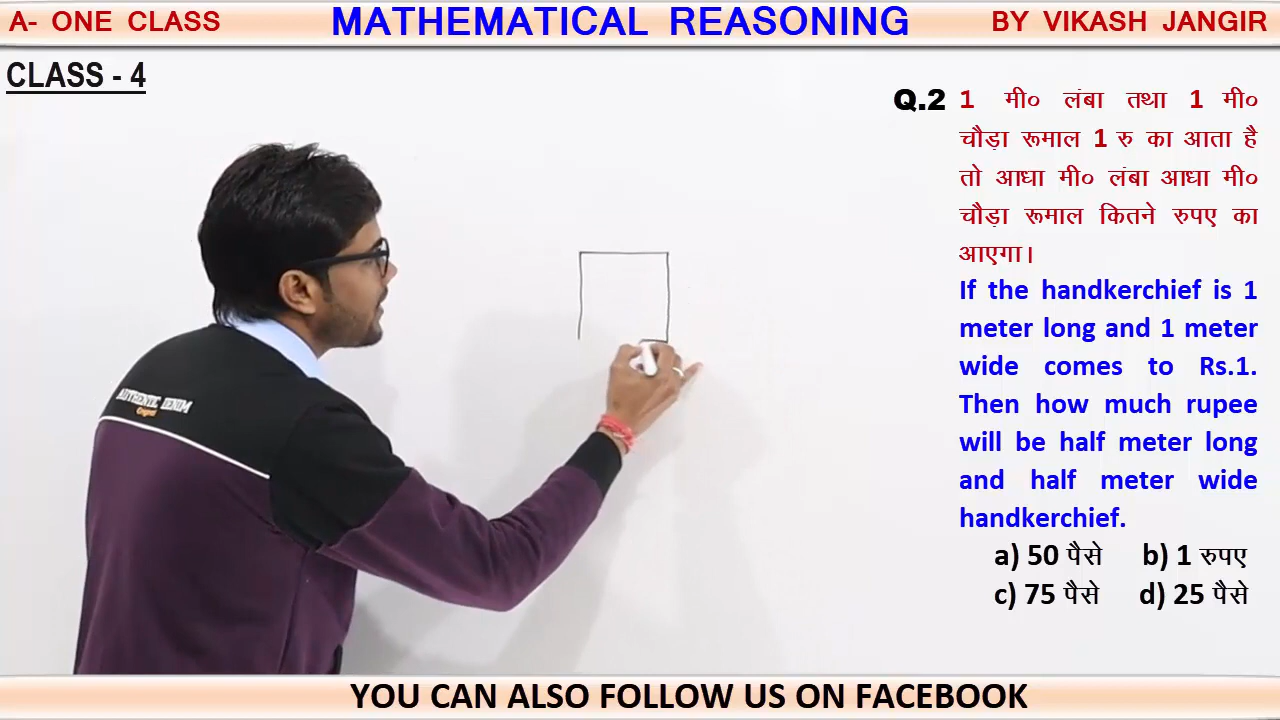 A- ONE CLASS
MATHEMATICAL REASONING
BY VIKASH JANGIR
CLASS - 4
Q.2 1 मी० लंबा तथा 1 मी०
चौड़ा रूमाल 1 रु का आता है
तो आधा मी० लंबा आधा मी०
चौड़ा रूमाल कितने रुपए का
आएगा।
If the handkerchief is 1
meter long and 1 meter
wide comes to Rs.1.
Then how much rupee
will be half meter long
and half meter wide
handkerchief.
a) 50 पैसे b) 1 रुपए
c) 75 पैसे d) 25 पैसे
YOU CAN ALSO FOLLOW US ON FACEBOOK